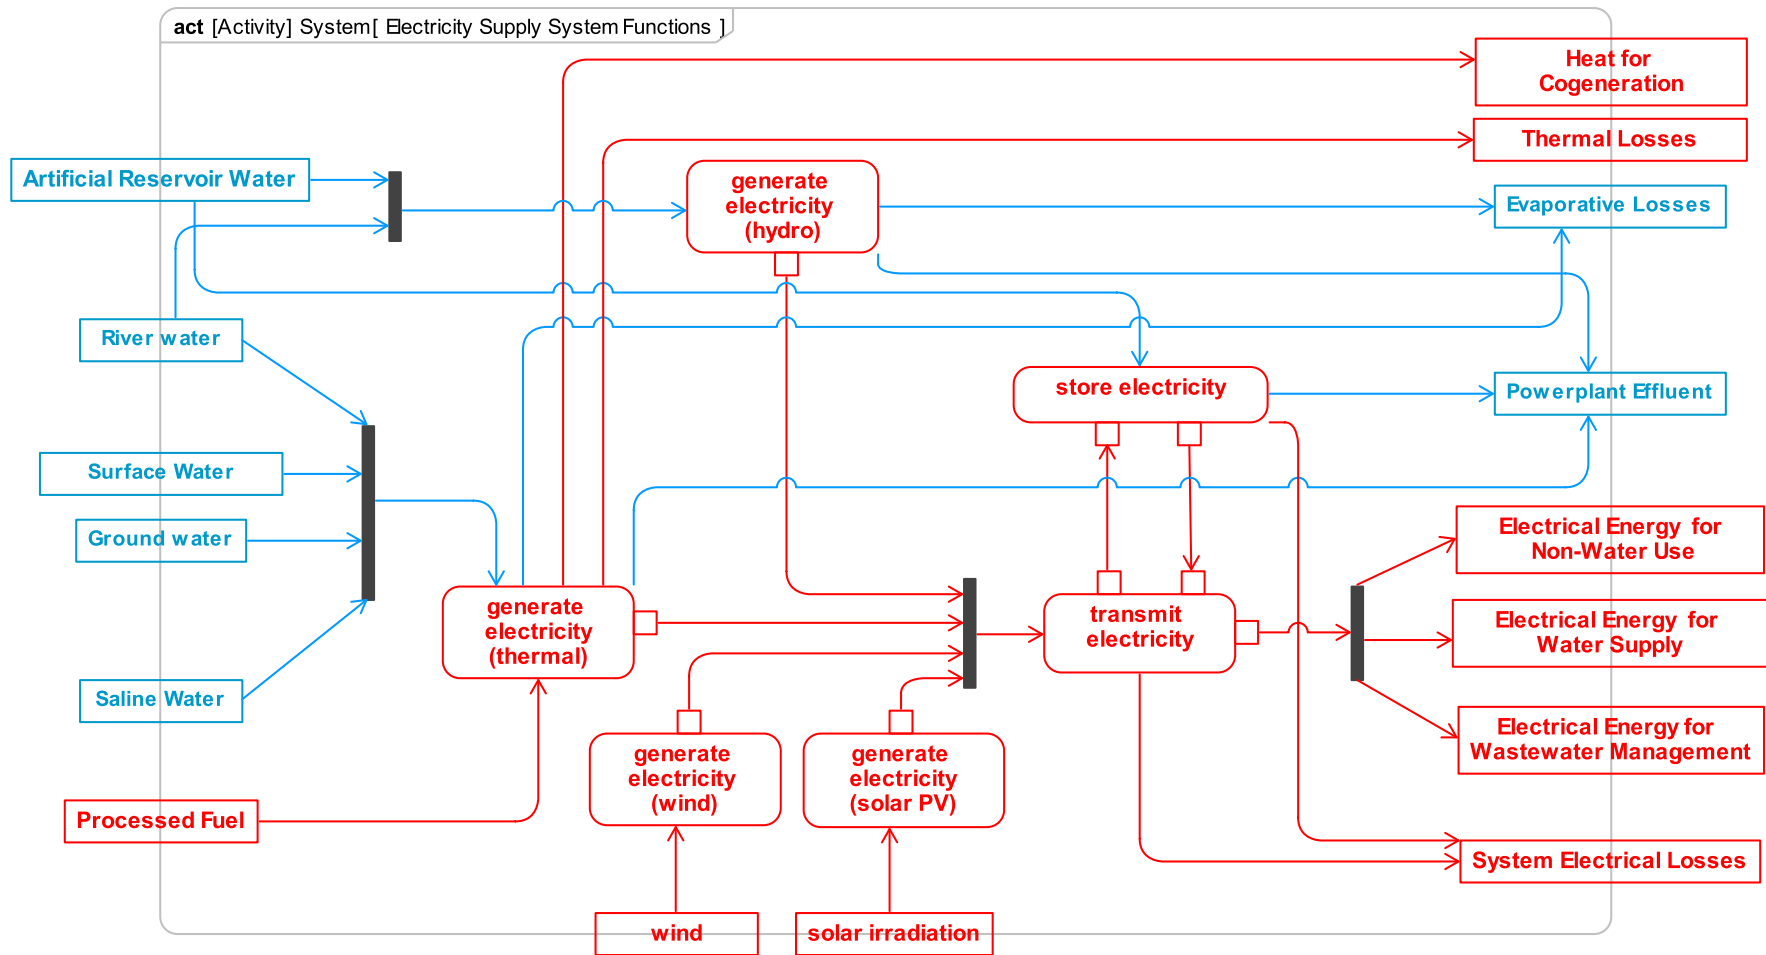 act [Activity] System[ Electricity Supply System Functions ]
Heat for
Cogeneration
Thermal Losses
Artificial Reservoir Water
generate
electricity
(hydro)
Evaporative Losses
River water
store electricity
Powerplant Effluent
Surface Water
Ground water
Electrical Energy for
Non-Water Use
generate
electricity
(thermal)
transmit
electricity
Electrical Energy for
Water Supply
Saline Water
generate
electricity
(wind)
generate
electricity
(solar PV)
Electrical Energy for
Wastewater Management
Processed Fuel
System Electrical Losses
wind
solar irradiation